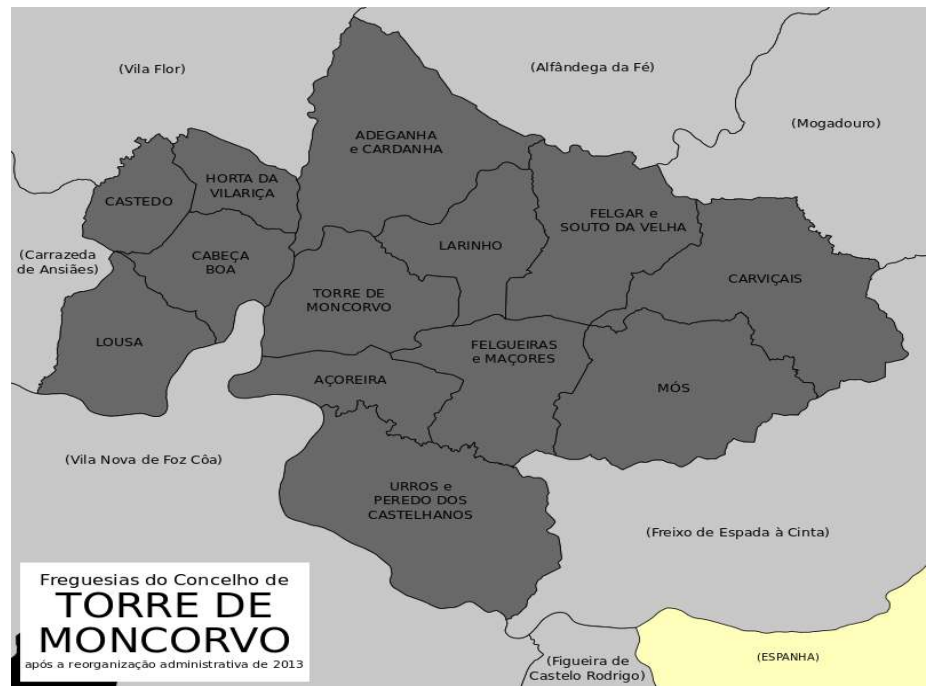 (Vila Flor)
(Alfândega da Fé)
(Mogadouro)
ADEGANHA
e CARDANHA
HORTA DA
VILARIÇA
CASTEDO
FELGAR e
SOUTO DA VELHA
LARINHO
(Carrazeda
de Ansiães)
CABEÇA
BOA
CARVIÇAIS
TORRE DE
MONCORVO
LOUSA
FELGUEIRAS
e MAÇORES
AÇOREIRA
MÓS
(Vila Nova de Foz Côa)
URROS e
PEREDO DOS
CASTELHANOS
(Freixo de Espada à Cinta)
Freguesias do Concelho de
TORRE DE
MONCORVO
após a reorganização administrativa de 2013
(Figueira de
Castelo Rodrigo)
(ESPANHA)